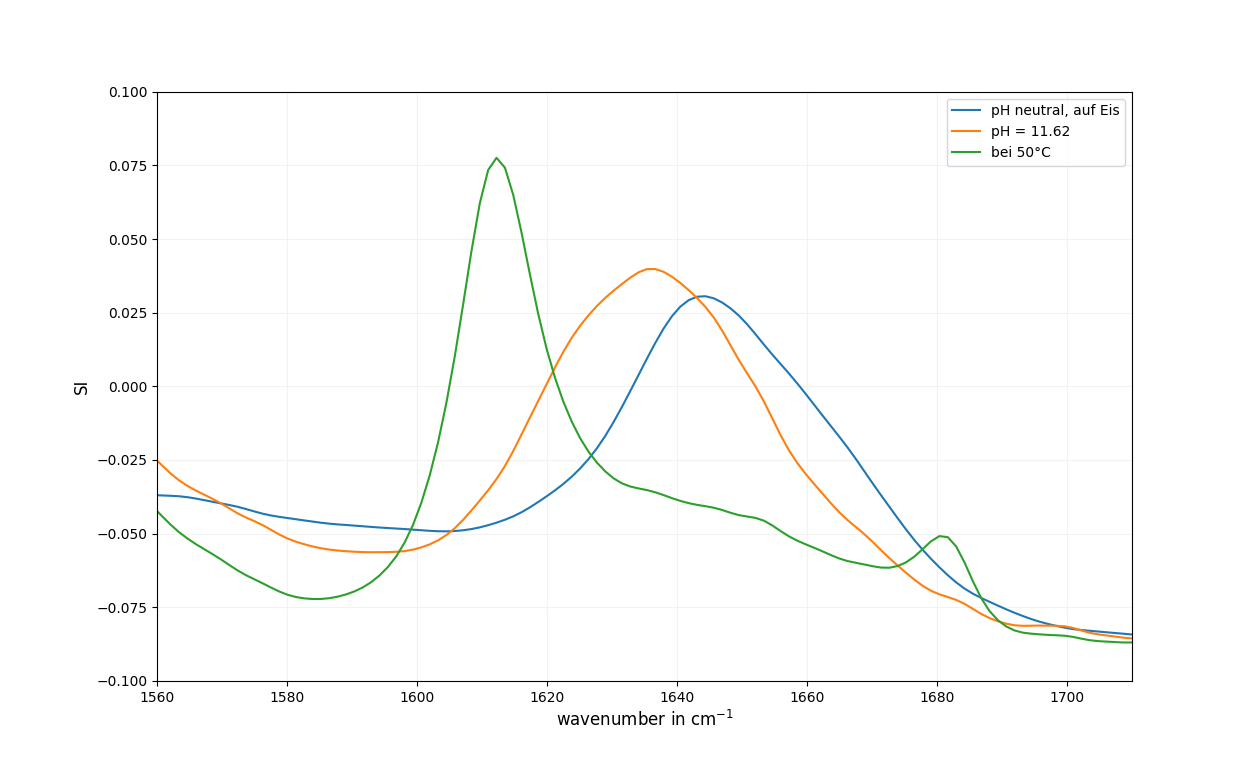 0.100
0.075
0.050
0.025
0.000
−0.025
−0.050
−0.075
−0.100
SI
1560 1580 1600 1620 1640 1660 1680 1700
wavenumber in cm⁻¹
pH neutral, auf Eis
pH = 11.62
bei 50°C